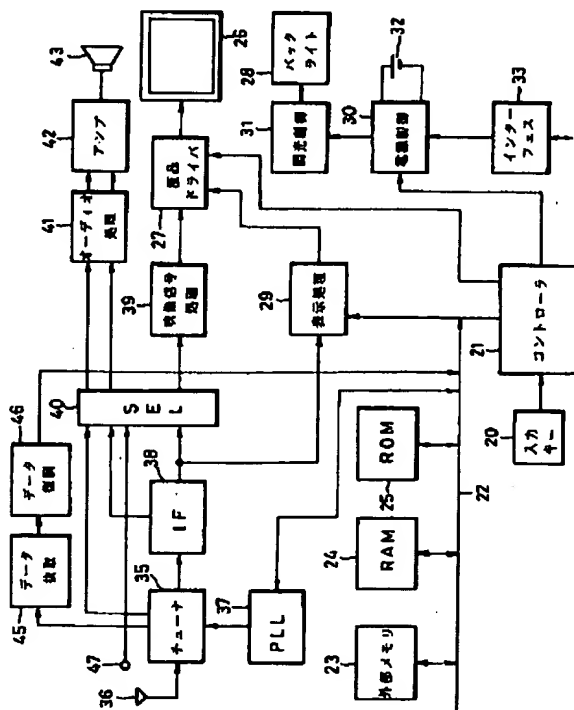 43
42
アンプ
41
オーディオ
処理
26
27
液晶
ドライバ
28
バック
ライト
31
調光制御
30
電源制御
32
33
インター
フェス
39
映像信号
処理
29
表示処理
40
SEL
46
データ
復調
45
データ
抜取
38
IF
35
チューナ
36
47
37
PLL
25
ROM
24
RAM
23
外部メモリ
22
21
コントローラ
20
入力
キー